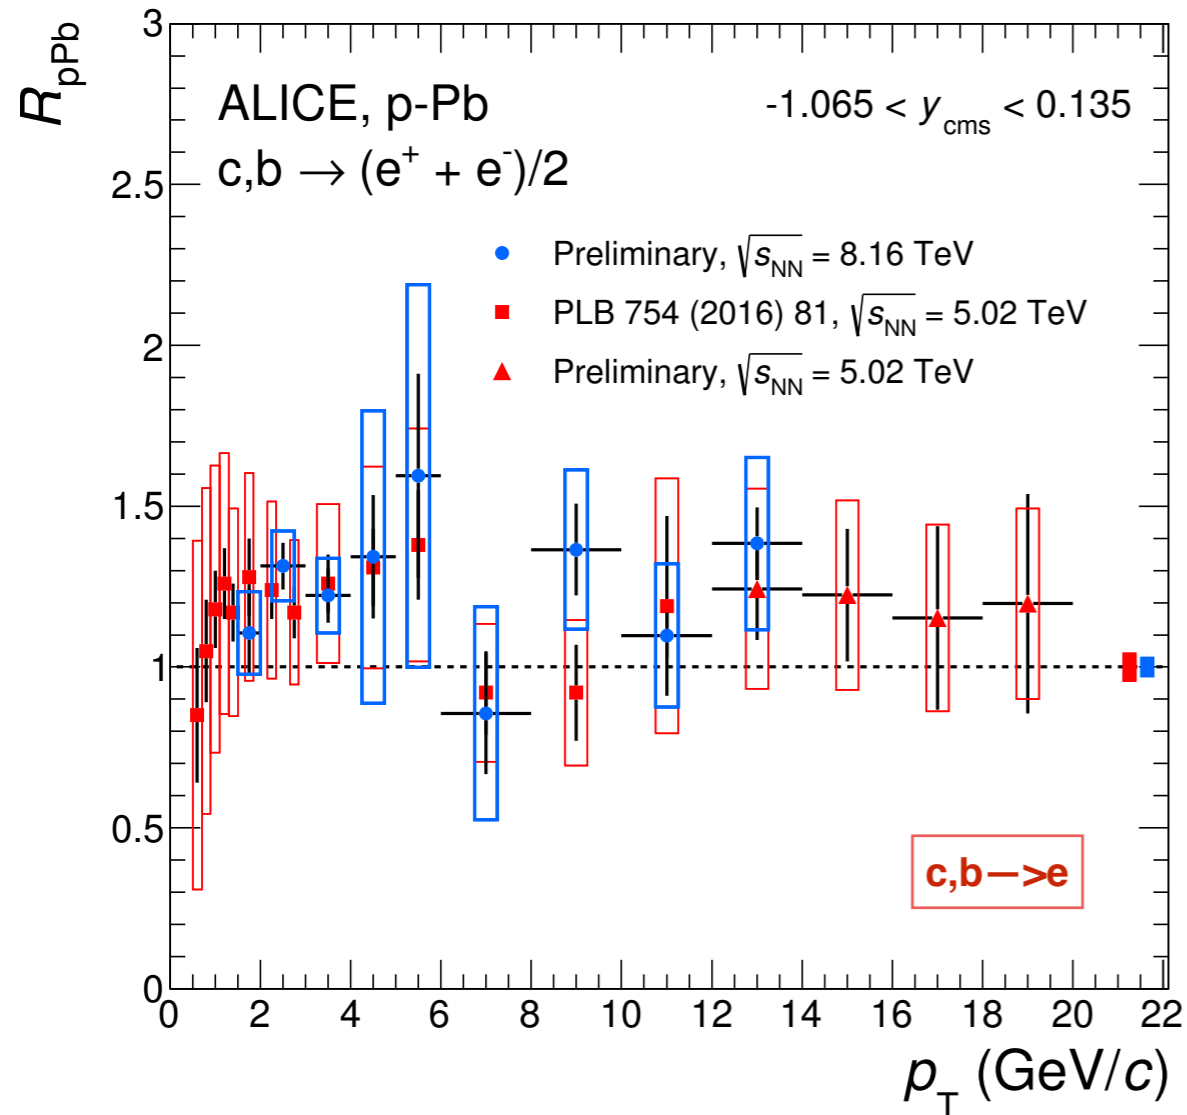 R_pPb
ALICE, p-Pb
-1.065 < y_cms < 0.135
c,b → (e⁺ + e⁻)/2
Preliminary, √s_NN = 8.16 TeV
PLB 754 (2016) 81, √s_NN = 5.02 TeV
Preliminary, √s_NN = 5.02 TeV
c,b—>e
3
2.5
2
1.5
1
0.5
0
0 2 4 6 8 10 12 14 16 18 20 22
p_T (GeV/c)